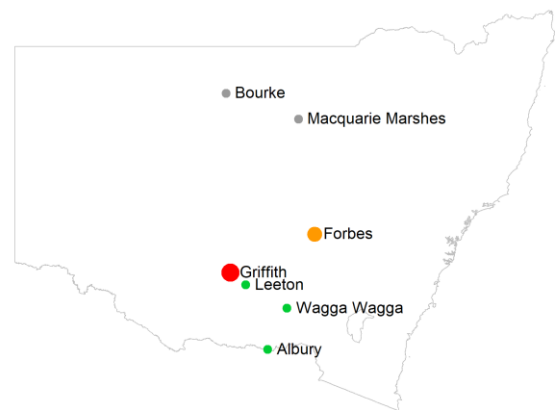 Bourke
Macquarie Marshes
Forbes
Griffith
Leeton
Wagga Wagga
Albury